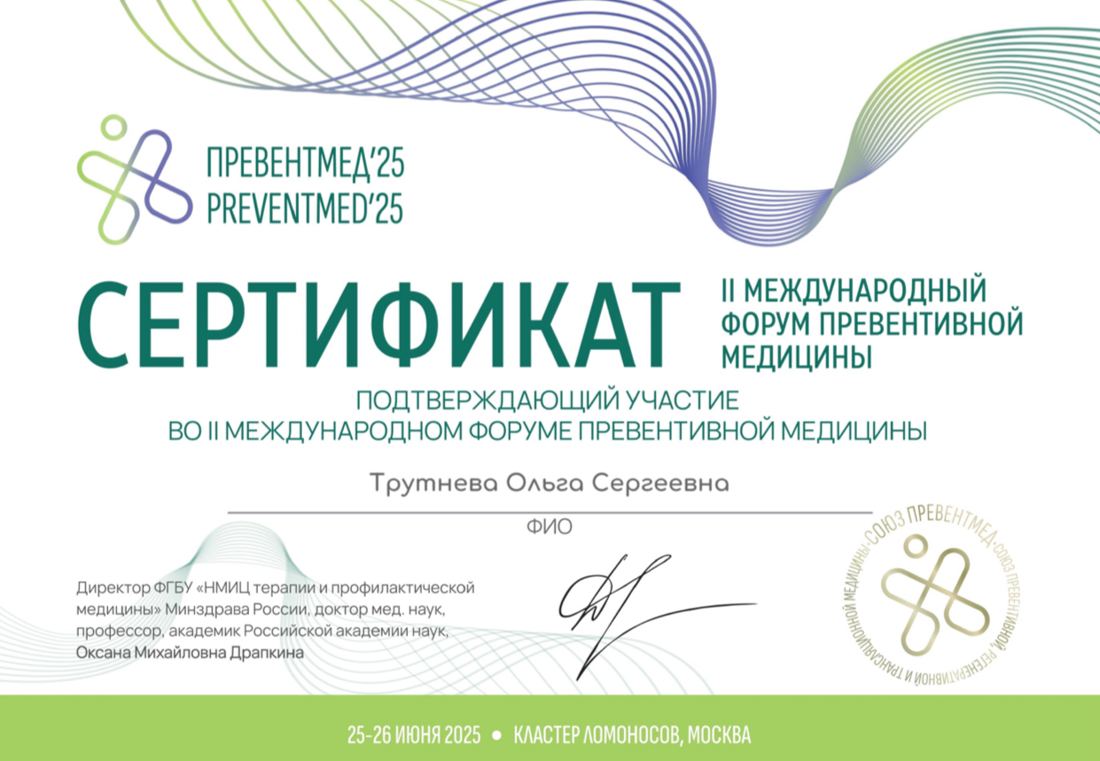 ПРЕВЕНТМЕД'25
PREVENTMED'25
СЕРТИФИКАТ
II МЕЖДУНАРОДНЫЙ
ФОРУМ ПРЕВЕНТИВНОЙ
МЕДИЦИНЫ
ПОДТВЕРЖДАЮЩИЙ УЧАСТИЕ
ВО II МЕЖДУНАРОДНОМ ФОРУМЕ ПРЕВЕНТИВНОЙ МЕДИЦИНЫ
Трутнева Ольга Сергеевна
ФИО
Директор ФГБУ «НМИЦ терапии и профилактической
медицины» Минздрава России, доктор мед. наук,
профессор, академик Российской академии наук,
Оксана Михайловна Драпкина
СОЮЗ ПРЕВЕНТМЕД
СОЮЗ ПРЕВЕНТИВНОЙ, РЕГЕНЕРАТИВНОЙ И ТРАНСЛЯЦИОННОЙ МЕДИЦИНЫ
25-26 ИЮНЯ 2025 • КЛАСТЕР ЛОМОНОСОВ, МОСКВА